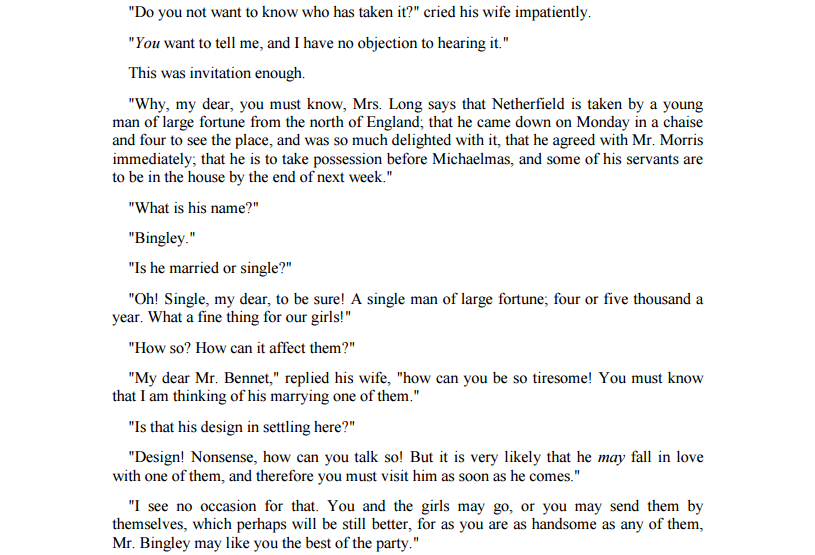 "Do you not want to know who has taken it?" cried his wife impatiently.
"You want to tell me, and I have no objection to hearing it."
This was invitation enough.
"Why, my dear, you must know, Mrs. Long says that Netherfield is taken by a young
man of large fortune from the north of England; that he came down on Monday in a chaise
and four to see the place, and was so much delighted with it, that he agreed with Mr. Morris
immediately; that he is to take possession before Michaelmas, and some of his servants are
to be in the house by the end of next week."
"What is his name?"
"Bingley."
"Is he married or single?"
"Oh! Single, my dear, to be sure! A single man of large fortune; four or five thousand a
year. What a fine thing for our girls!"
"How so? How can it affect them?"
"My dear Mr. Bennet," replied his wife, "how can you be so tiresome! You must know
that I am thinking of his marrying one of them."
"Is that his design in settling here?"
"Design! Nonsense, how can you talk so! But it is very likely that he may fall in love
with one of them, and therefore you must visit him as soon as he comes."
"I see no occasion for that. You and the girls may go, or you may send them by
themselves, which perhaps will be still better, for as you are as handsome as any of them,
Mr. Bingley may like you the best of the party."